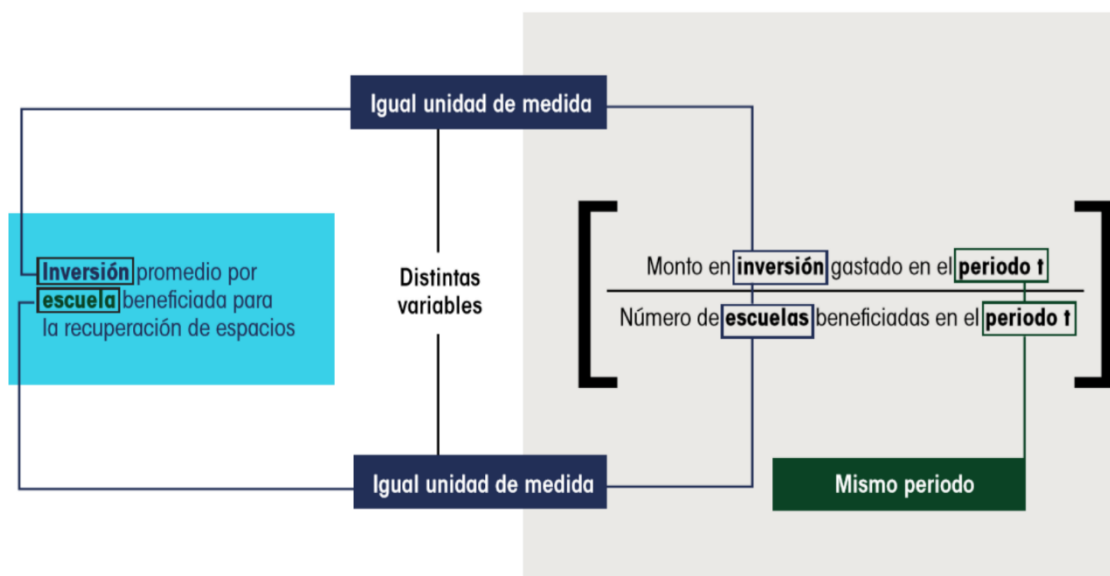 Igual unidad de medida
Inversión promedio por
escuela beneficiada para
la recuperación de espacios
Distintas
variables
Monto en inversión gastado en el periodo t
Número de escuelas beneficiadas en el periodo t
Igual unidad de medida
Mismo periodo